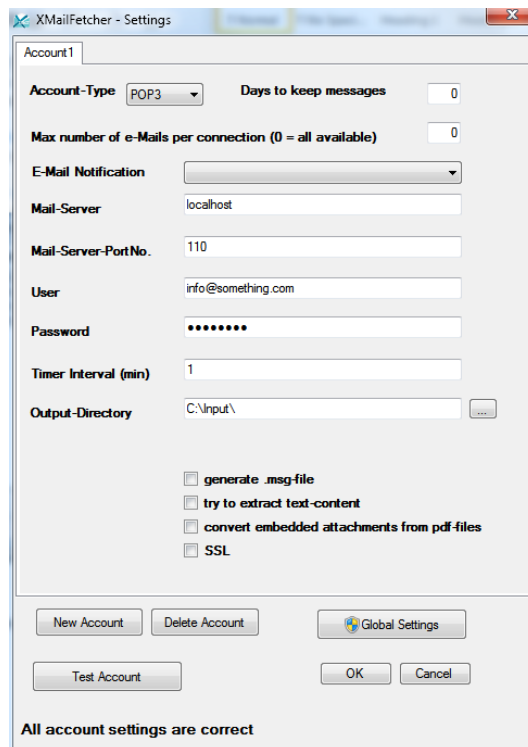 XMailFetcher - Settings
Account1
Account-Type POP3 Days to keep messages 0
Max number of e-Mails per connection (0 = all available) 0
E-Mail Notification
Mail-Server localhost
Mail-Server-PortNo. 110
User info@something.com
Password ••••••••
Timer Interval (min) 1
Output-Directory C:\Input\ ...
generate .msg-file
try to extract text-content
convert embedded attachments from pdf-files
SSL
New Account Delete Account Global Settings
Test Account OK Cancel
All account settings are correct